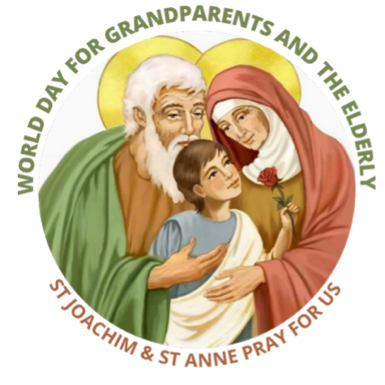 WORLD DAY FOR GRANDPARENTS AND THE ELDERLY
ST JOACHIM & ST ANNE PRAY FOR US